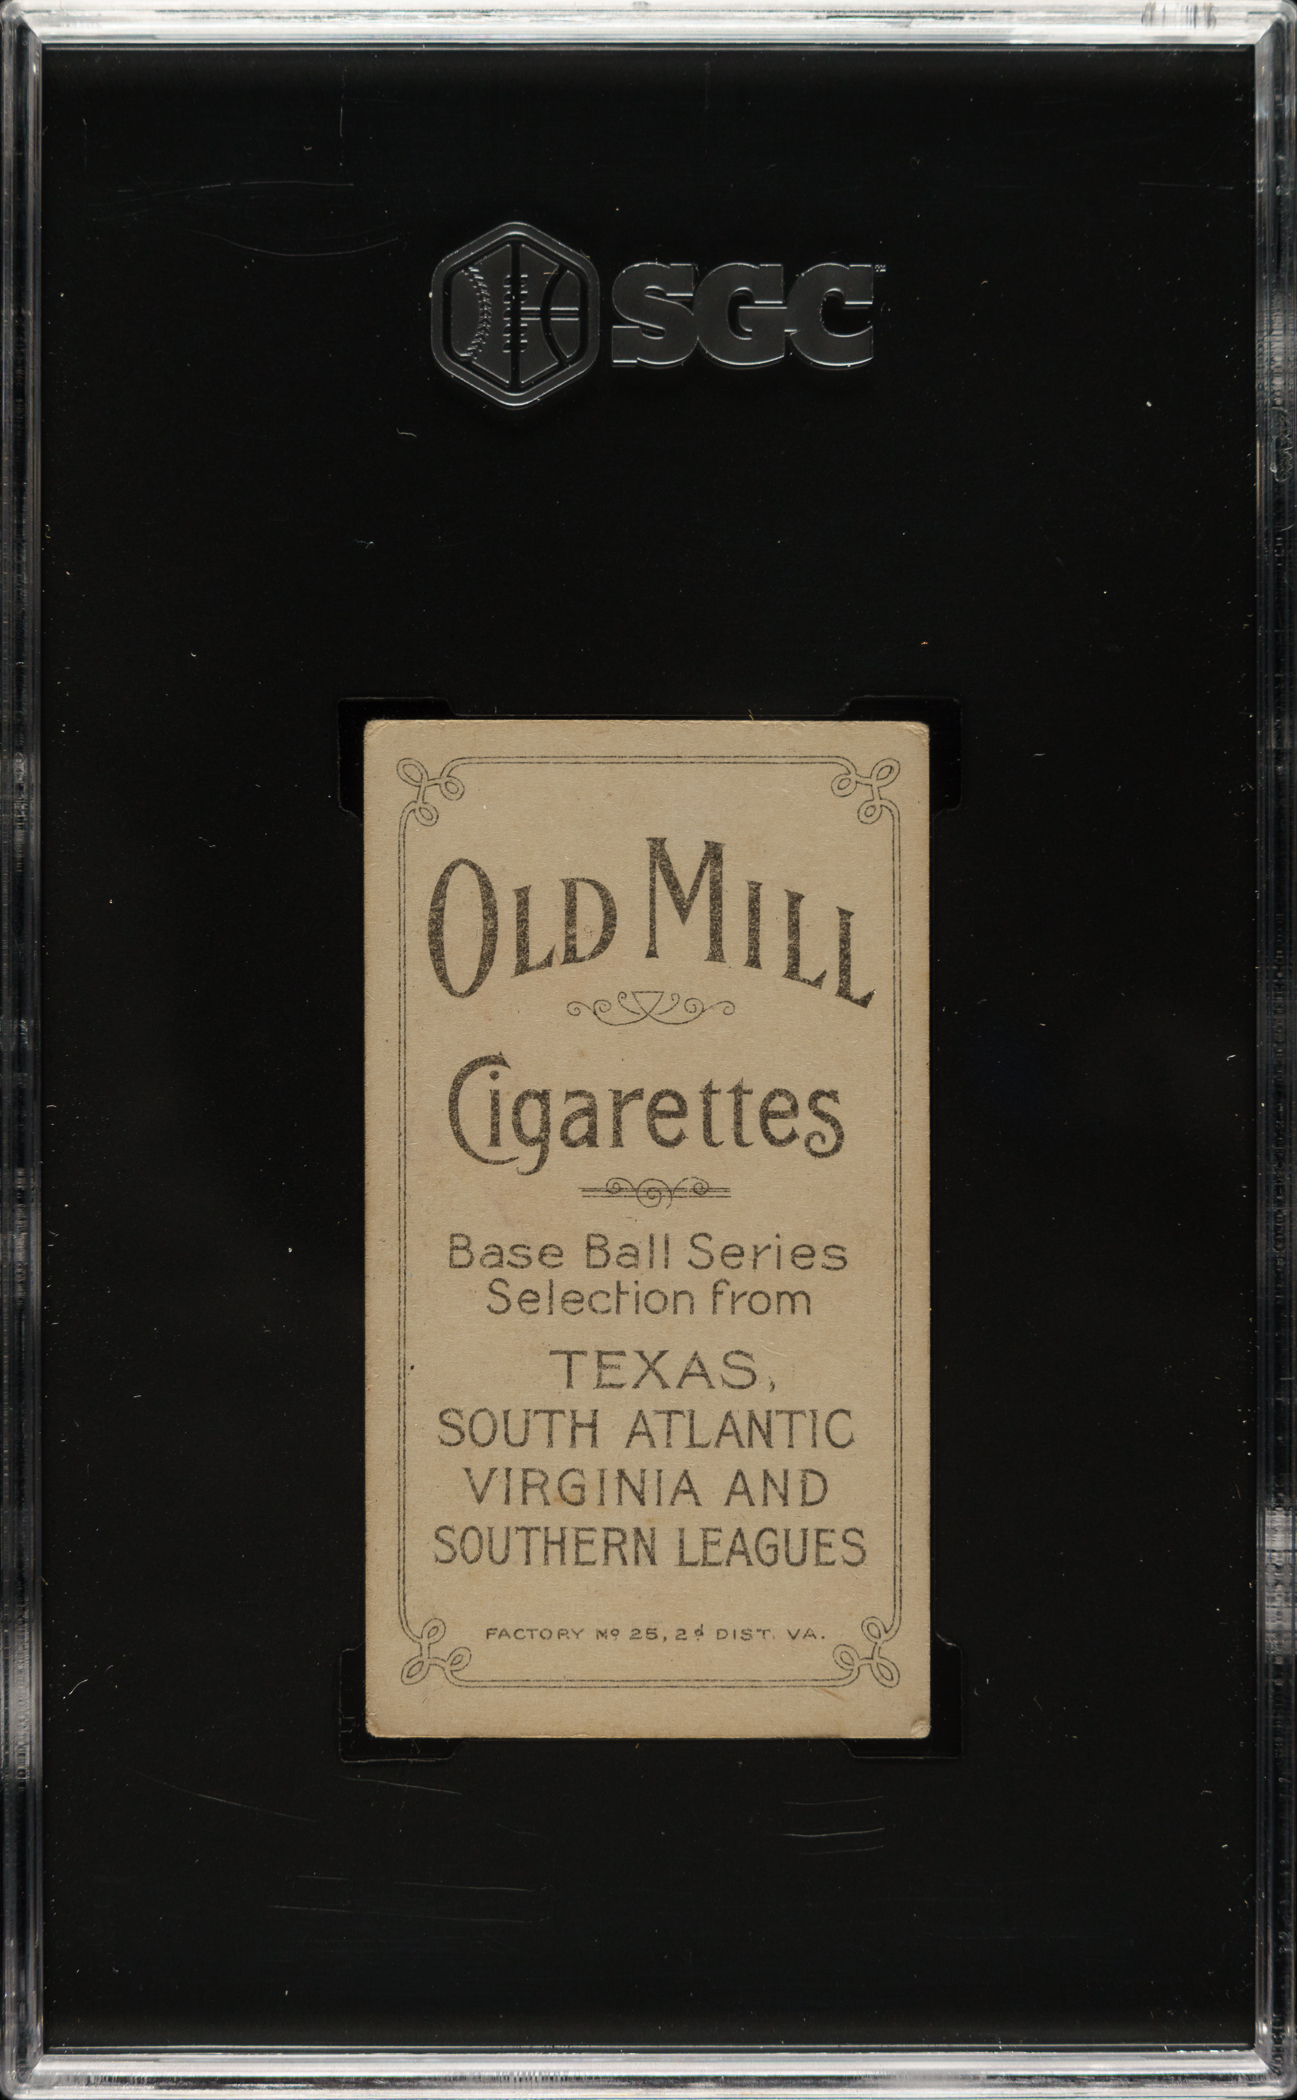 SGC
OLD MILL
Cigarettes
Base Ball Series
Selection from
TEXAS,
SOUTH ATLANTIC
VIRGINIA AND
SOUTHERN LEAGUES
FACTORY Nº 25, 2d DIST. VA.